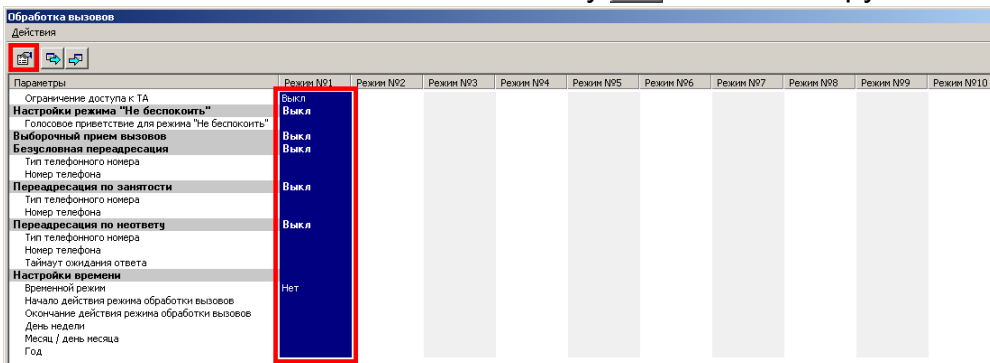 Обработка вызовов
Действия
Параметры Режим №1 Режим №2 Режим №3 Режим №4 Режим №5 Режим №6 Режим №7 Режим №8 Режим №9 Режим №10
Ограничение доступа к ТА Выкл
Настройки режима "Не беспокоить" Выкл
Голосовое приветствие для режима "Не беспокоить"
Выборочный прием вызовов Выкл
Безусловная переадресация Выкл
Тип телефонного номера
Номер телефона
Переадресация по занятости Выкл
Тип телефонного номера
Номер телефона
Переадресация по неответу Выкл
Тип телефонного номера
Номер телефона
Таймаут ожидания ответа
Настройки времени
Временной режим Нет
Начало действия режима обработки вызовов
Окончание действия режима обработки вызовов
День недели
Месяц / день месяца
Год